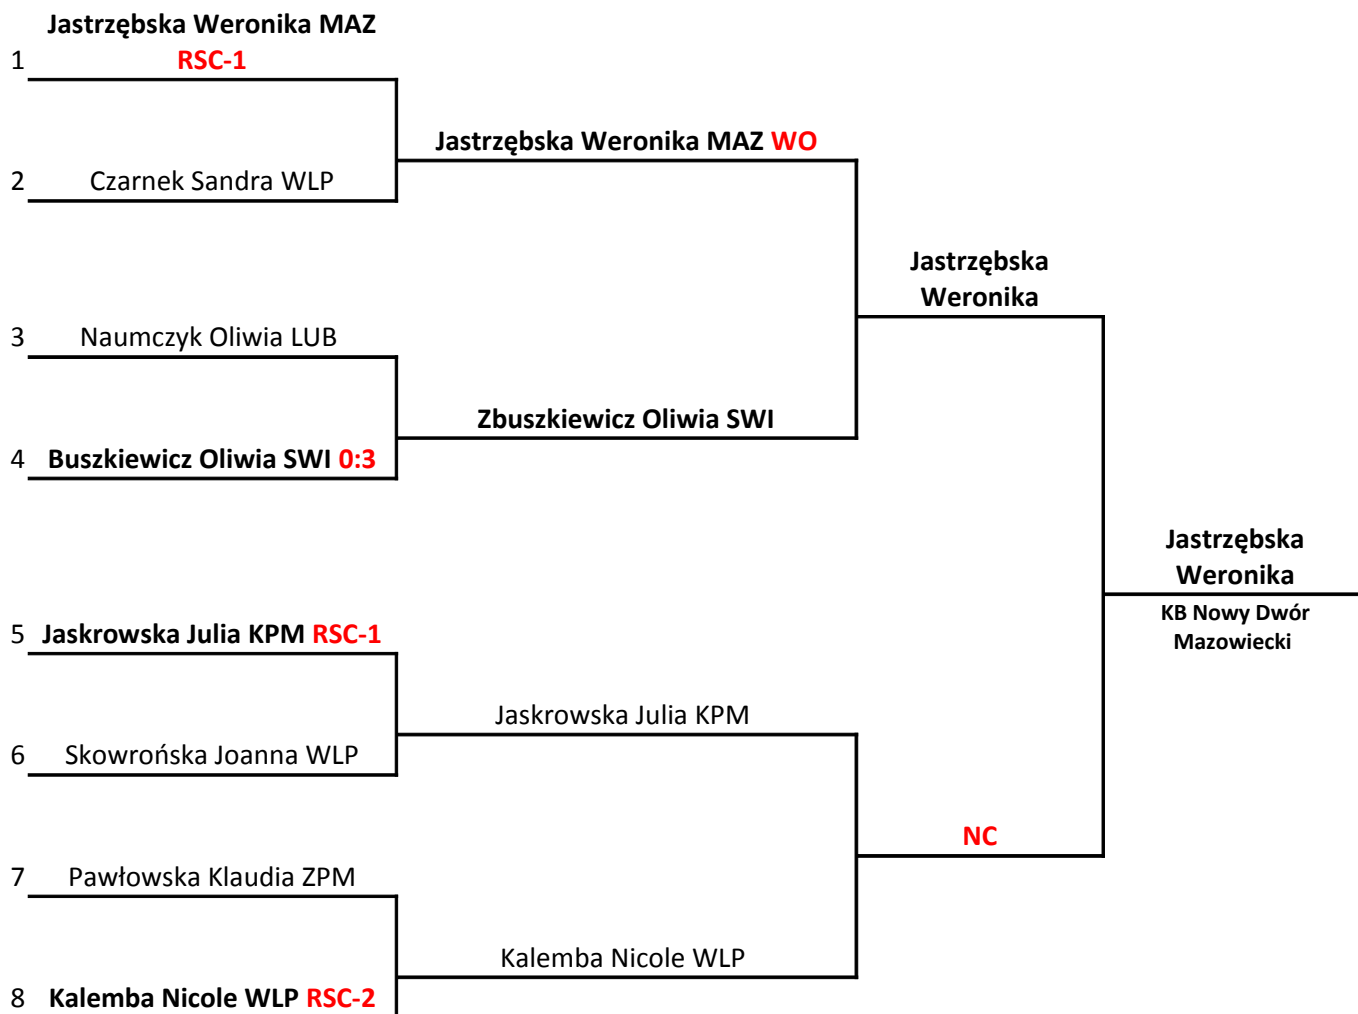 Jastrzębska Weronika MAZ
1 RSC-1
Jastrzębska Weronika MAZ WO
2 Czarnek Sandra WLP
Jastrzębska
Weronika
3 Naumczyk Oliwia LUB
Zbuszkiewicz Oliwia SWI
4 Buszkiewicz Oliwia SWI 0:3
Jastrzębska
Weronika
KB Nowy Dwór
Mazowiecki
5 Jaskrowska Julia KPM RSC-1
Jaskrowska Julia KPM
6 Skowrońska Joanna WLP
NC
7 Pawłowska Klaudia ZPM
Kalemba Nicole WLP
8 Kalemba Nicole WLP RSC-2